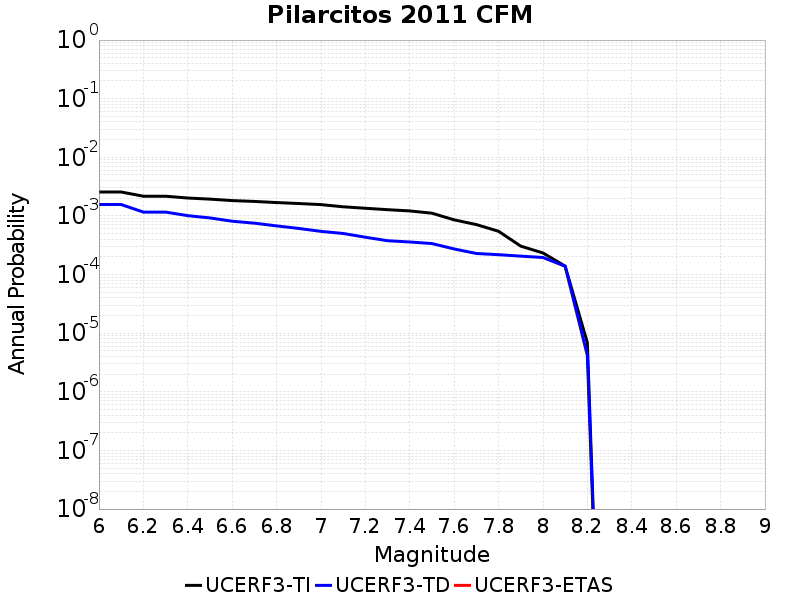 Pilarcitos 2011 CFM
Annual Probability
10^0
10^-1
10^-2
10^-3
10^-4
10^-5
10^-6
10^-7
10^-8
6 6.2 6.4 6.6 6.8 7 7.2 7.4 7.6 7.8 8 8.2 8.4 8.6 8.8 9
Magnitude
UCERF3-TI UCERF3-TD UCERF3-ETAS